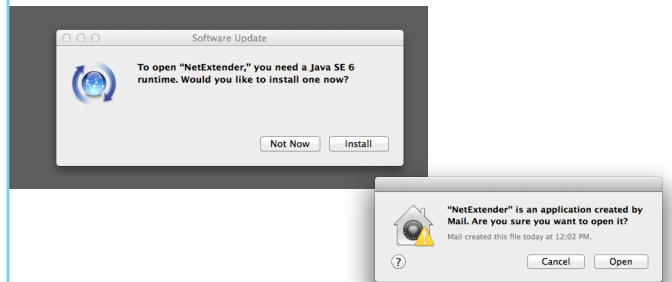 Software Update
To open "NetExtender," you need a Java SE 6
runtime. Would you like to install one now?
Not Now
Install
"NetExtender" is an application created by
Mail. Are you sure you want to open it?
Mail created this file today at 12:02 PM.
?
Cancel
Open